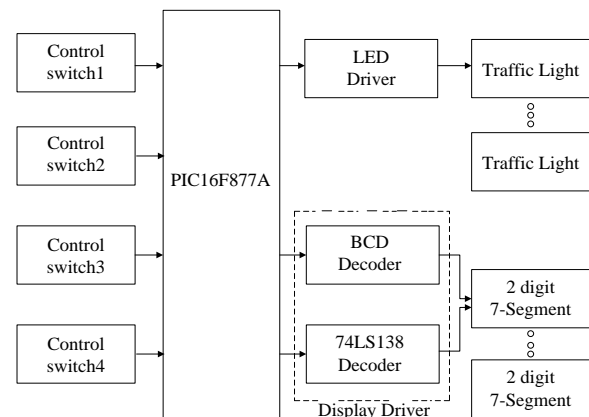 Control
switch1
Control
switch2
Control
switch3
Control
switch4
PIC16F877A
LED
Driver
Traffic Light
Traffic Light
BCD
Decoder
74LS138
Decoder
Display Driver
2 digit
7-Segment
2 digit
7-Segment